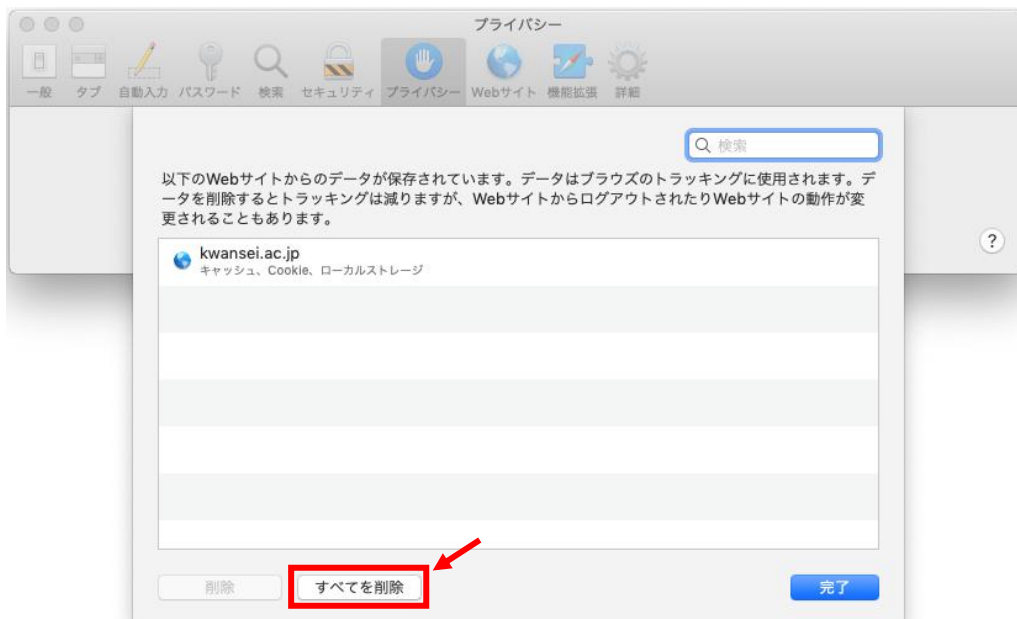 プライバシー
一般 タブ 自動入力 パスワード 検索 セキュリティ プライバシー Webサイト 機能拡張 詳細
検索
以下のWebサイトからのデータが保存されています。データはブラウズのトラッキングに使用されます。デ
ータを削除するとトラッキングは減りますが、WebサイトからログアウトされたりWebサイトの動作が変
更されることもあります。
?
kwansei.ac.jp
キャッシュ、Cookie、ローカルストレージ
削除 すべてを削除 完了